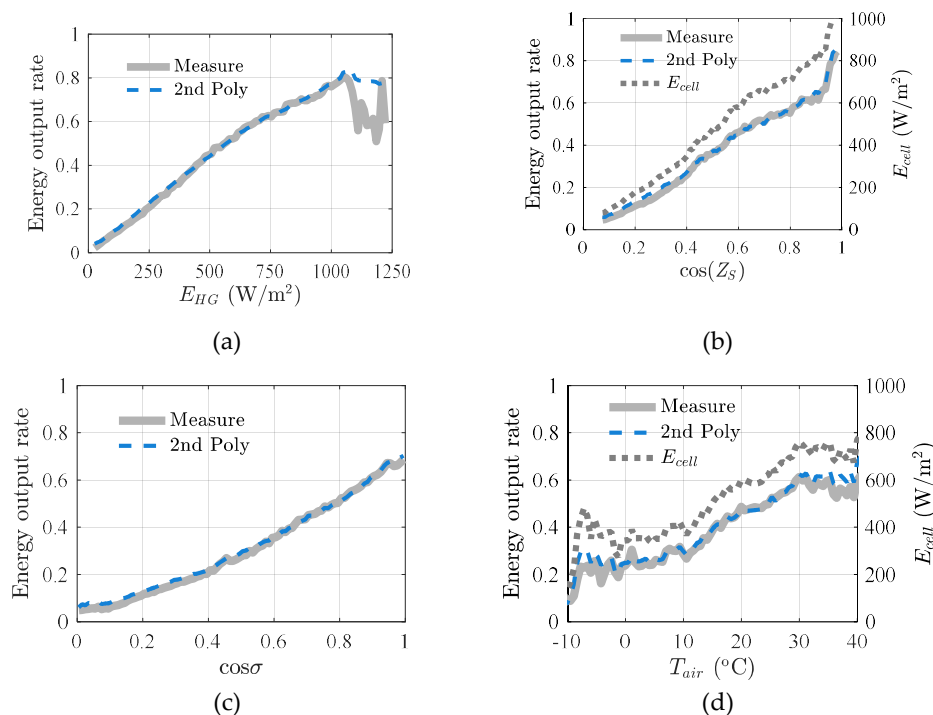 1
0.8
0.6
0.4
0.2
0
Energy output rate
Measure
2nd Poly
0 250 500 750 1000 1250
E_HG (W/m²)
(a)
1
0.8
0.6
0.4
0.2
0
Energy output rate
Measure
2nd Poly
E_cell
1000
800
600
400
200
0
E_cell (W/m²)
0 0.2 0.4 0.6 0.8 1
cos(Z_S)
(b)
1
0.8
0.6
0.4
0.2
0
Energy output rate
Measure
2nd Poly
0 0.2 0.4 0.6 0.8 1
cosσ
(c)
1
0.8
0.6
0.4
0.2
0
Energy output rate
Measure
2nd Poly
E_cell
1000
800
600
400
200
0
E_cell (W/m²)
-10 0 10 20 30 40
T_air (°C)
(d)